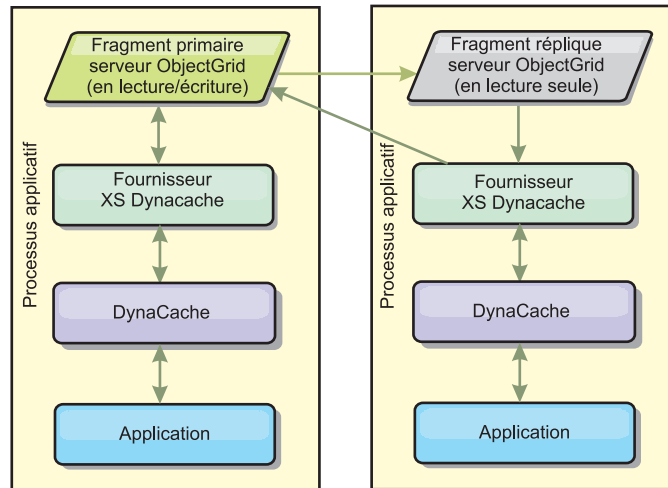 Fragment primaire
serveur ObjectGrid
(en lecture/écriture)
Processus applicatif
Fournisseur
XS Dynacache
DynaCache
Application
Fragment réplique
serveur ObjectGrid
(en lecture seule)
Processus applicatif
Fournisseur
XS Dynacache
DynaCache
Application